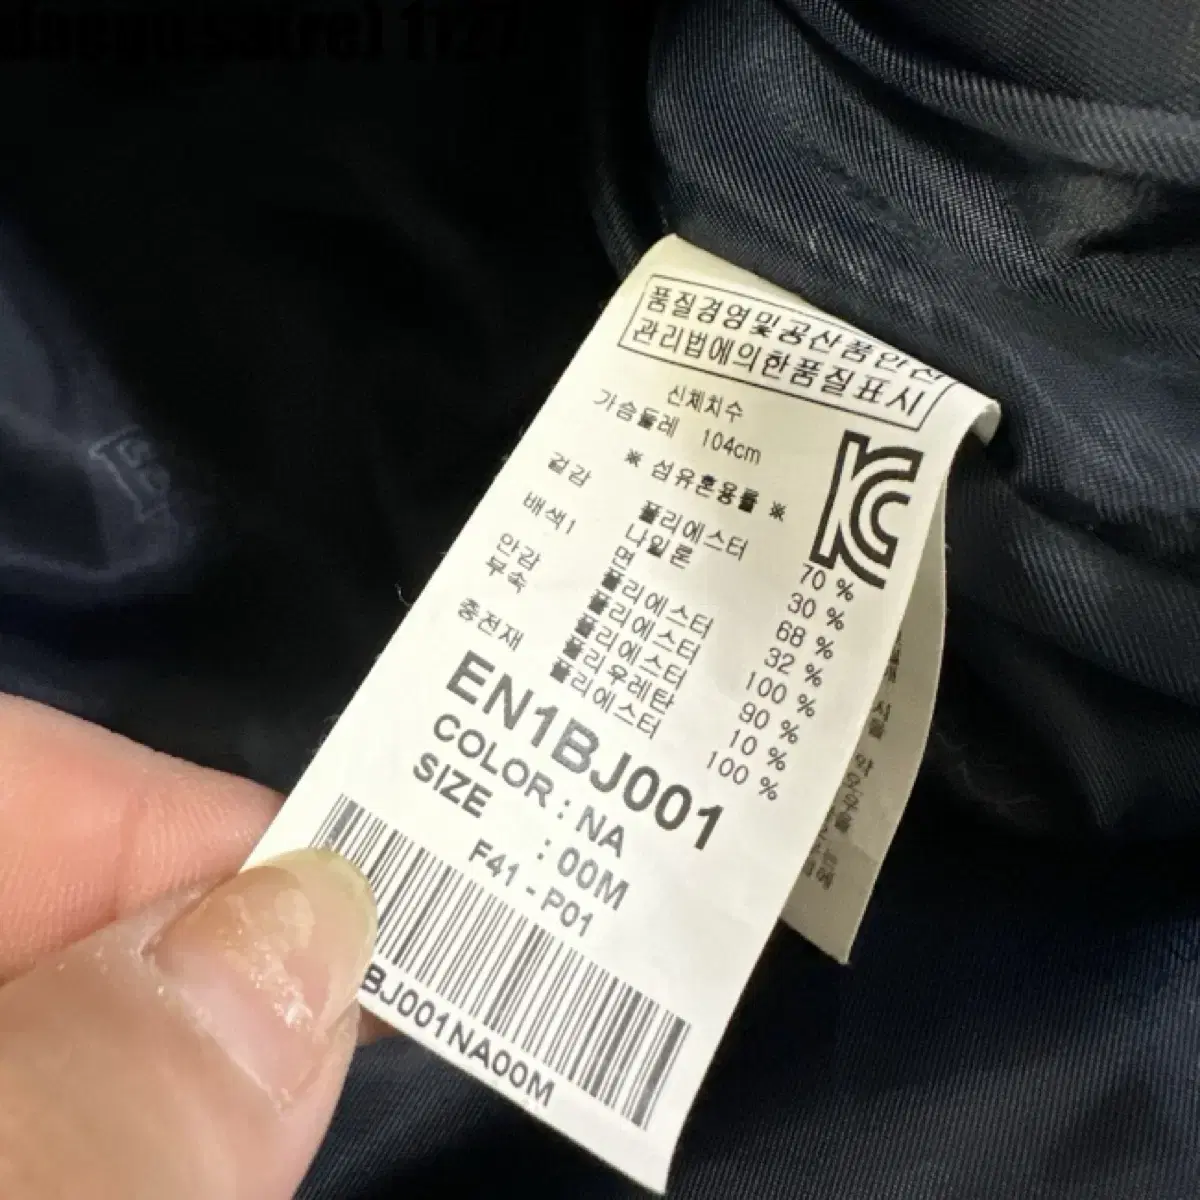 품질경영및공산품안전
관리법에의한품질표시
신체치수
가슴둘레 104cm
※ 섬유혼용률 ※
겉감 폴리에스터 70 %
나일론 30 %
배색1 면 68 %
폴리에스터 32 %
안감 폴리에스터 100 %
부속 폴리에스터 90 %
폴리우레탄 10 %
충전재 폴리에스터 100 %
EN1BJ001
COLOR : NA
SIZE : 00M
F41 - P01
BJ001NA00M